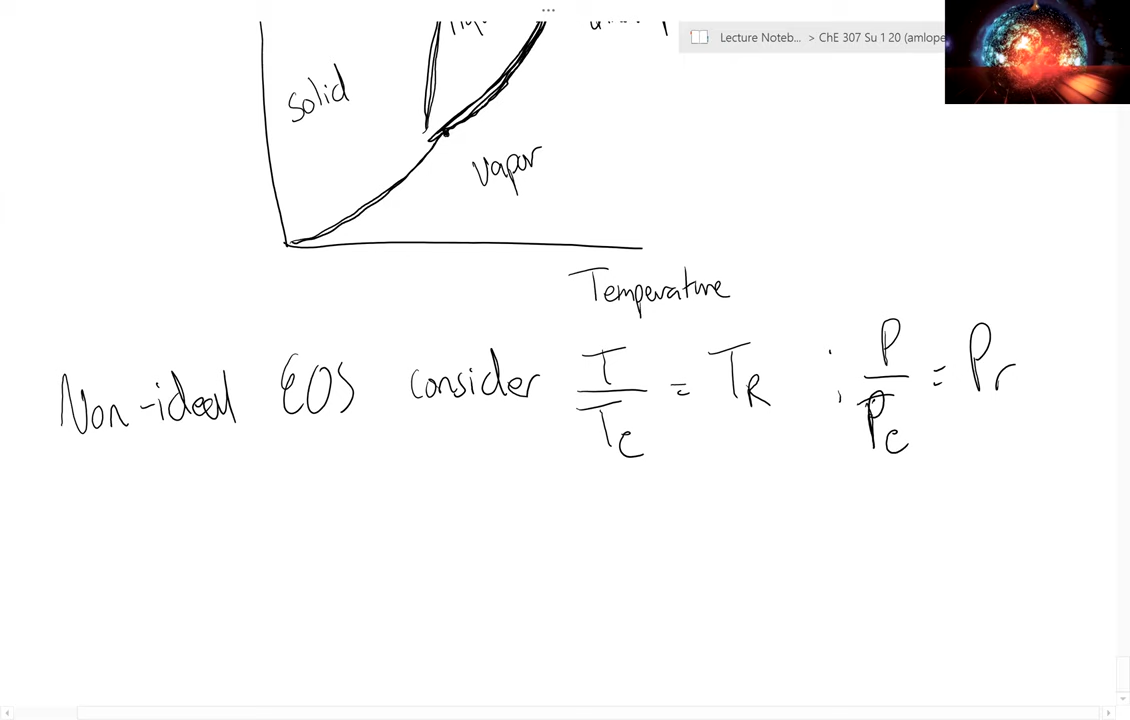 Lecture Noteb... > ChE 307 Su 1 20 (amlope
solid
vapor
Temperature
Non-ideal EOS consider T/Tc = TR ; P/Pc = Pr